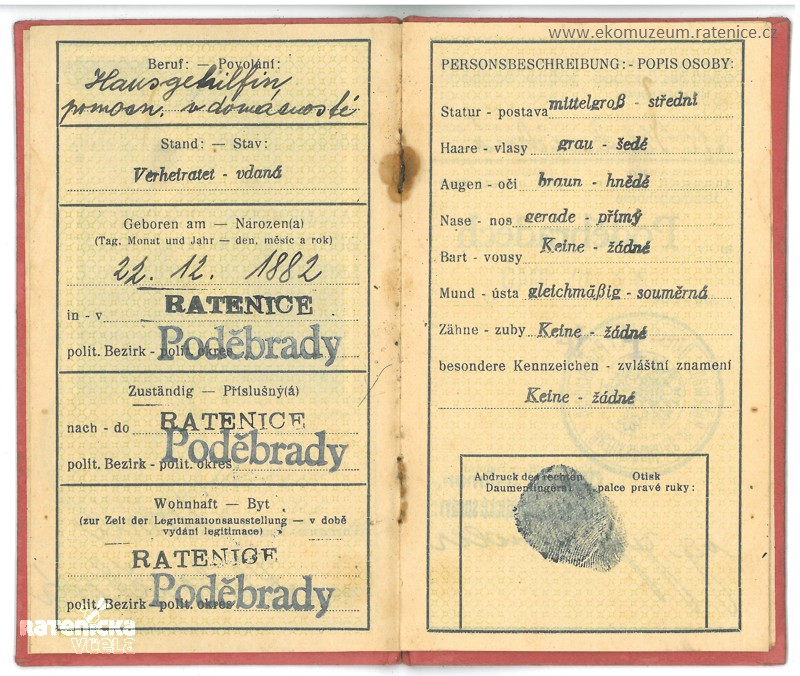 www.ekomuzeum.ratenice.cz
Beruf: — Povolání:
Hausgehilfin
pomocn. v domácnosti
Stand: — Stav:
Verheiratet - vdaná
Geboren am — Narozen(a)
(Tag, Monat und Jahr — den, měsíc a rok)
22. 12. 1882
in - v RATENICE
polit. Bezirk - polit. okres Poděbrady
Zuständig — Příslušný(á)
nach - do RATENICE
polit. Bezirk - polit. okres Poděbrady
Wohnhaft — Byt
(zur Zeit der Legitimationsausstellung — v době
vydání legitimace)
RATENICE
polit. Bezirk - polit. okres Poděbrady
RATENICKÁ
VČELA
PERSONSBESCHREIBUNG: - POPIS OSOBY:
Statur - postava mittelgroß - střední
Haare - vlasy grau - šedé
Augen - oči braun - hnědé
Nase - nos gerade - přímý
Bart - vousy Keine - žádné
Mund - ústa gleichmäßig - souměrná
Zähne - zuby Keine - žádné
besondere Kennzeichen - zvláštní znamení
Keine - žádné
Abdruck des rechten Otisk
Daumenfingers: palce pravé ruky: